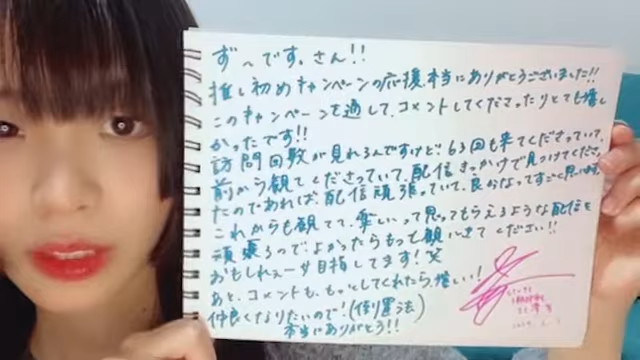 ず〜です。さん!!
推し初めキャンペーンの応援本当にありがとうございました!!
このキャンペーンを通して、コメントしてくださったりとても嬉し
かったです!!
訪問回数が見れるんですけど、63回も来てくださっていて、
前から観てくださっていて、配信きっかけで見つけてくださっ
たのであれば、配信頑張っていて、良かなってすごく思います。
これからも観てて、楽しいって思ってもらえるような配信を
頑張るのでよかったらもっと観にきてください!!
おもしれぇー女目指してます!笑
あと、コメントも、もっとしてくれたら、嬉しい!
仲良くなりたいので!(倒置法)
本当にありがとう!!